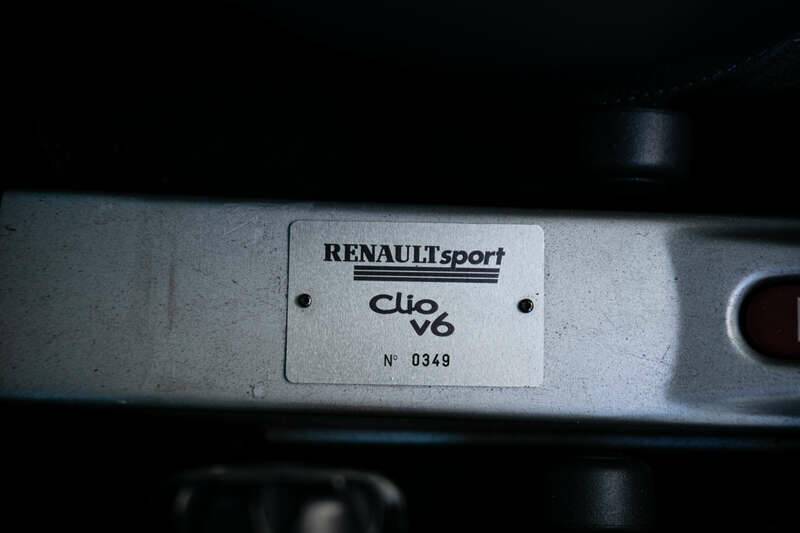 RENAULTsport
Clio
v6
N° 0349